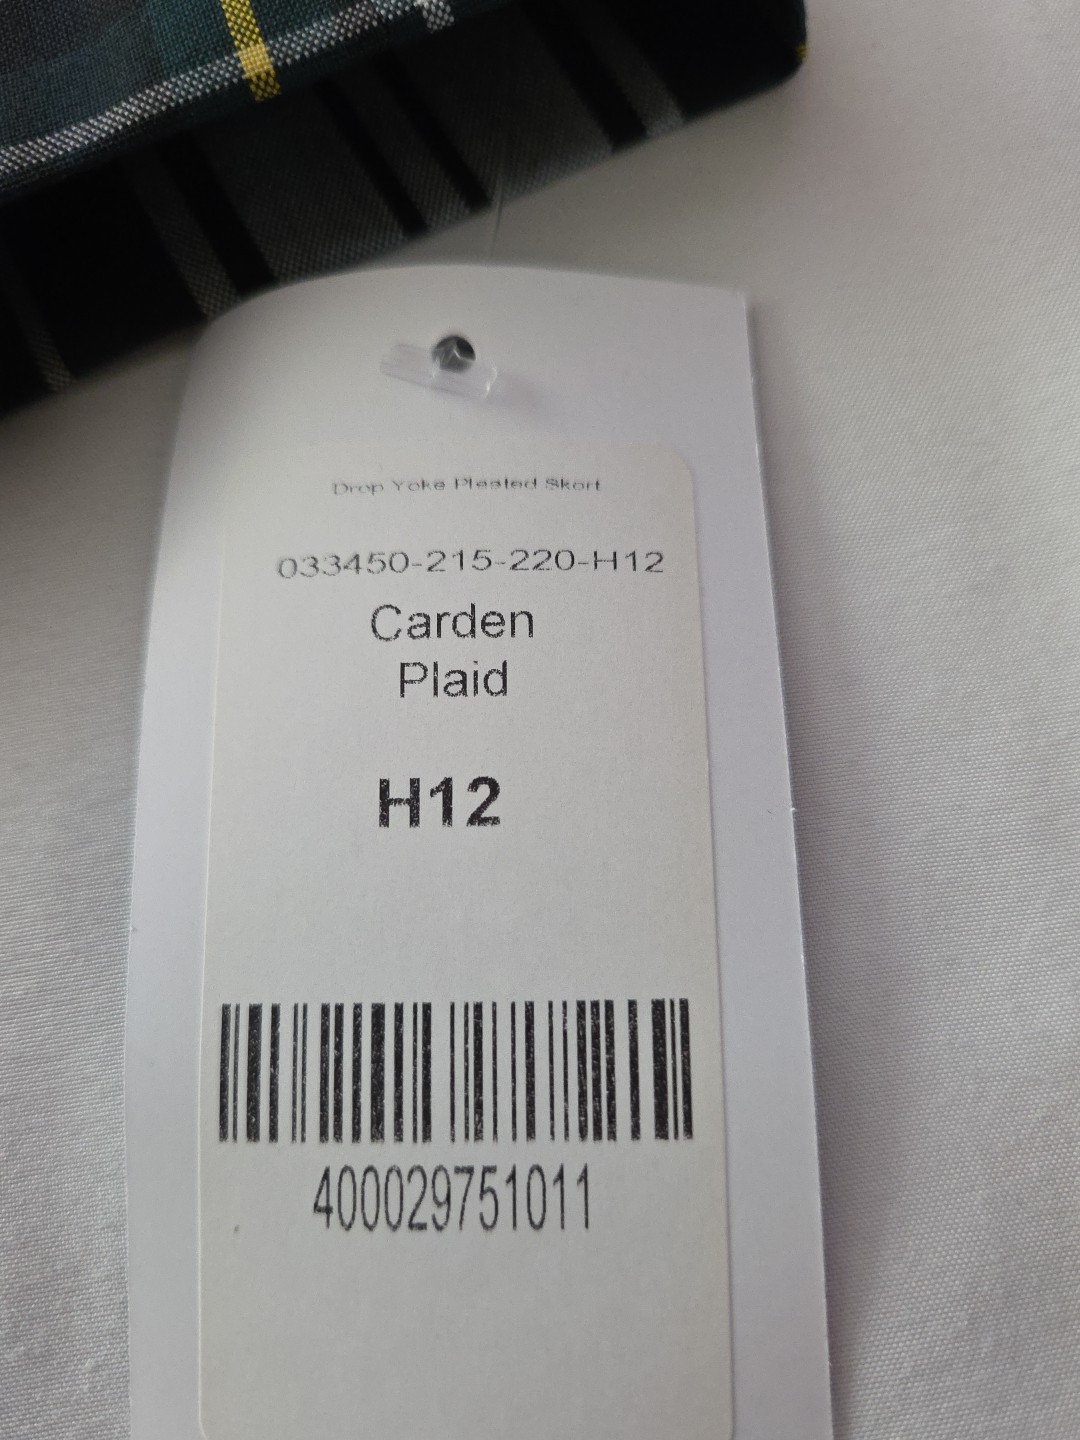 Drop Yoke Pleated Skort
033450-215-220-H12
Carden
Plaid
H12
400029751011